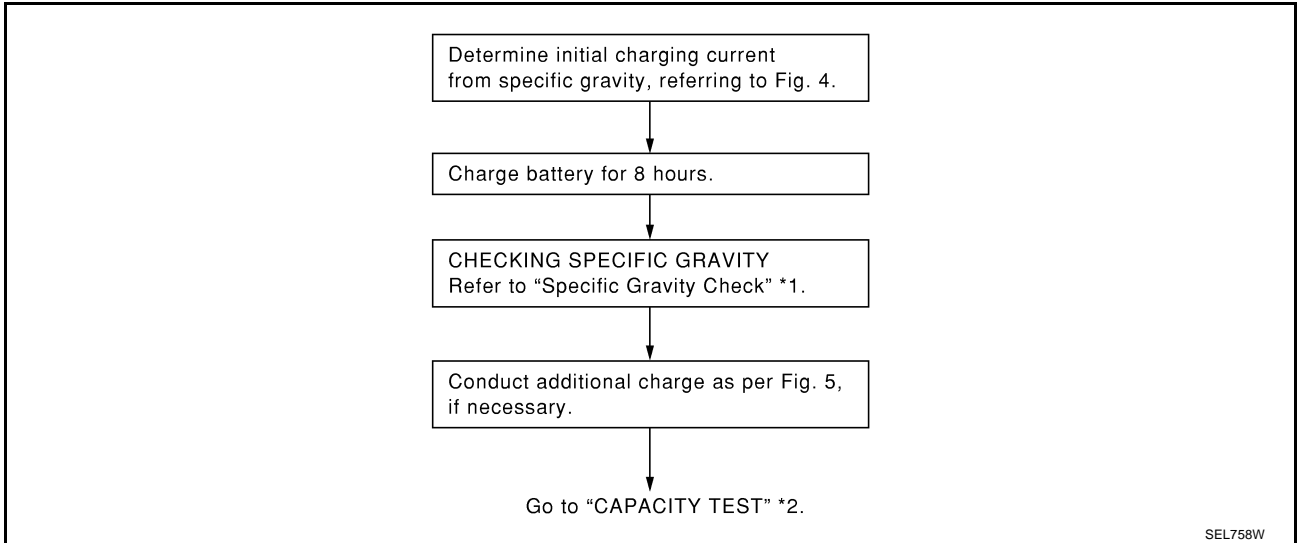 Determine initial charging current
from specific gravity, referring to Fig. 4.
Charge battery for 8 hours.
CHECKING SPECIFIC GRAVITY
Refer to “Specific Gravity Check” *1.
Conduct additional charge as per Fig. 5,
if necessary.
Go to “CAPACITY TEST” *2.
SEL758W